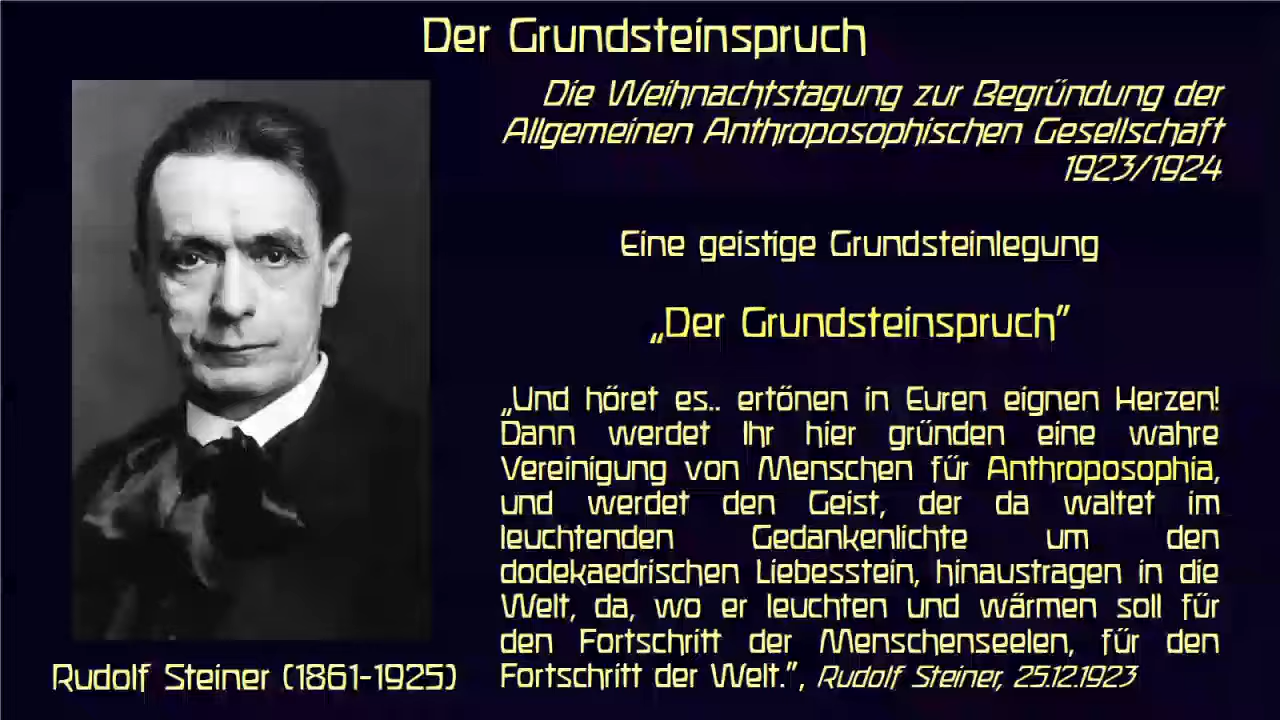 Der Grundsteinspruch
Die Weihnachtstagung zur Begründung der
Allgemeinen Anthroposophischen Gesellschaft
1923/1924
Eine geistige Grundsteinlegung
„Der Grundsteinspruch”
„Und höret es.. ertönen in Euren eignen Herzen!
Dann werdet Ihr hier gründen eine wahre
Vereinigung von Menschen für Anthroposophia,
und werdet den Geist, der da waltet im
leuchtenden Gedankenlichte um den
dodekaedrischen Liebesstein, hinaustragen in die
Welt, da, wo er leuchten und wärmen soll für
den Fortschritt der Menschenseelen, für den
Fortschritt der Welt.”, Rudolf Steiner, 25.12.1923
Rudolf Steiner (1861-1925)